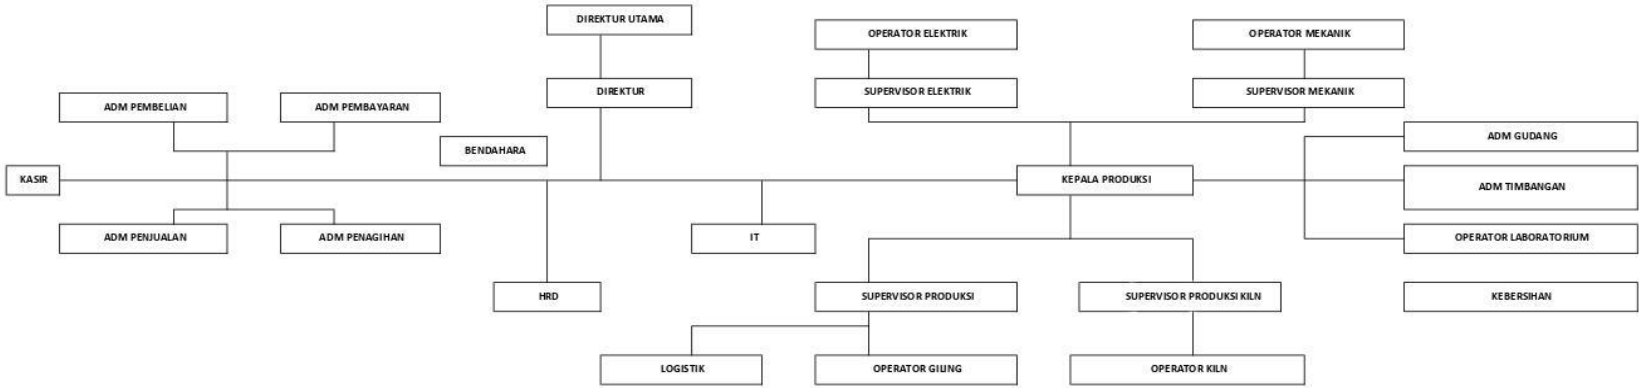 DIREKTUR UTAMA
OPERATOR ELEKTRIK
OPERATOR MEKANIK
DIREKTUR
SUPERVISOR ELEKTRIK
SUPERVISOR MEKANIK
ADM PEMBELIAN
ADM PEMBAYARAN
ADM GUDANG
BENDAHARA
KASIR
KEPALA PRODUKSI
ADM TIMBANGAN
ADM PENJUALAN
ADM PENAGIHAN
IT
OPERATOR LABORATORIUM
HRD
SUPERVISOR PRODUKSI
SUPERVISOR PRODUKSI KILN
KEBERSIHAN
LOGISTIK
OPERATOR GILING
OPERATOR KILN